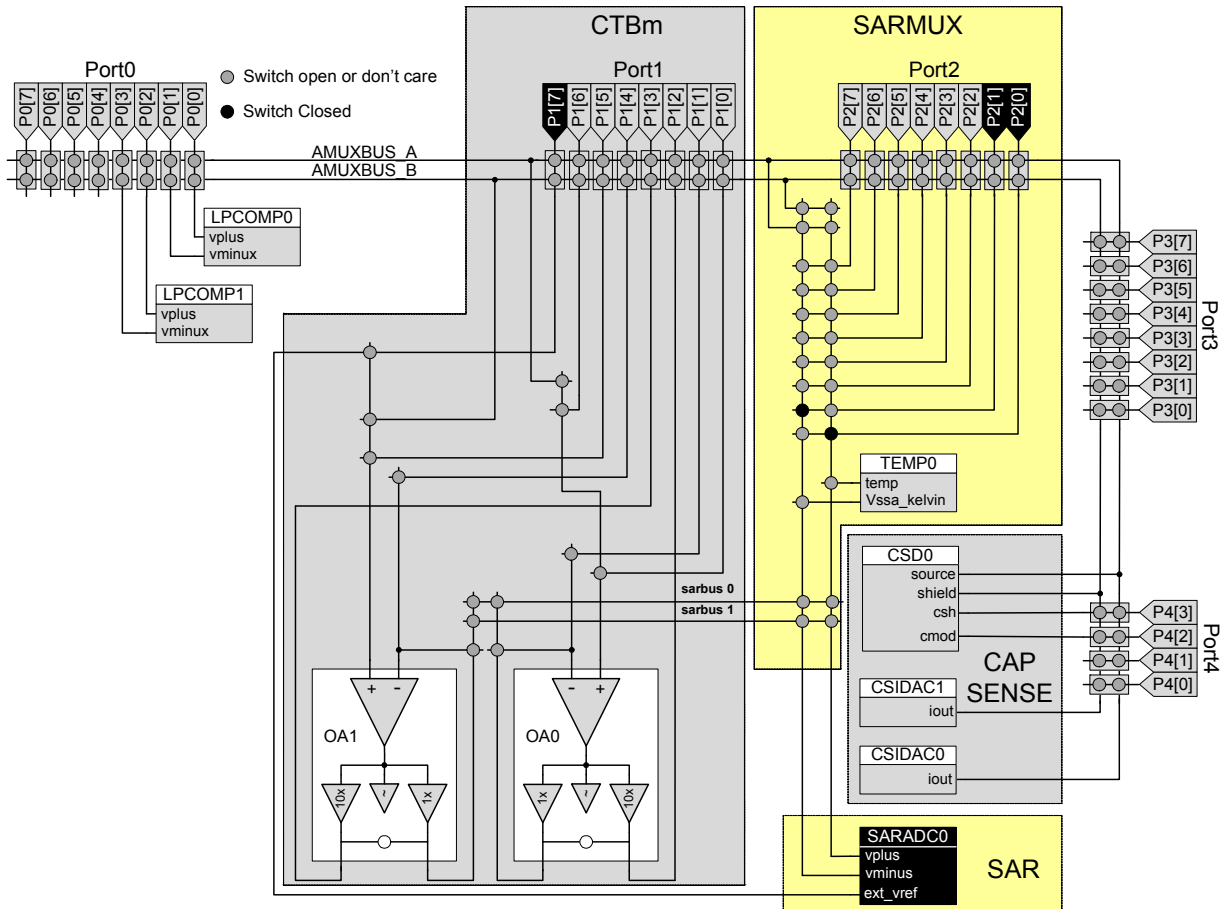 CTBm
SARMUX
Port0
Switch open or don't care
Switch Closed
Port1
Port2
P0[7]
P0[6]
P0[5]
P0[4]
P0[3]
P0[2]
P0[1]
P0[0]
P1[7]
P1[6]
P1[5]
P1[4]
P1[3]
P1[2]
P1[1]
P1[0]
P2[7]
P2[6]
P2[5]
P2[4]
P2[3]
P2[2]
P2[1]
P2[0]
AMUXBUS_A
AMUXBUS_B
LPCOMP0
vplus
vminux
LPCOMP1
vplus
vminux
P3[7]
P3[6]
P3[5]
P3[4]
P3[3]
P3[2]
P3[1]
P3[0]
Port3
TEMP0
temp
Vssa_kelvin
CSD0
source
shield
csh
cmod
sarbus 0
sarbus 1
P4[3]
P4[2]
P4[1]
P4[0]
Port4
CAP
SENSE
CSIDAC1
iout
CSIDAC0
iout
+ -
OA1
10x
~
1x
- +
OA0
1x
~
10x
SARADC0
vplus
vminus
ext_vref
SAR